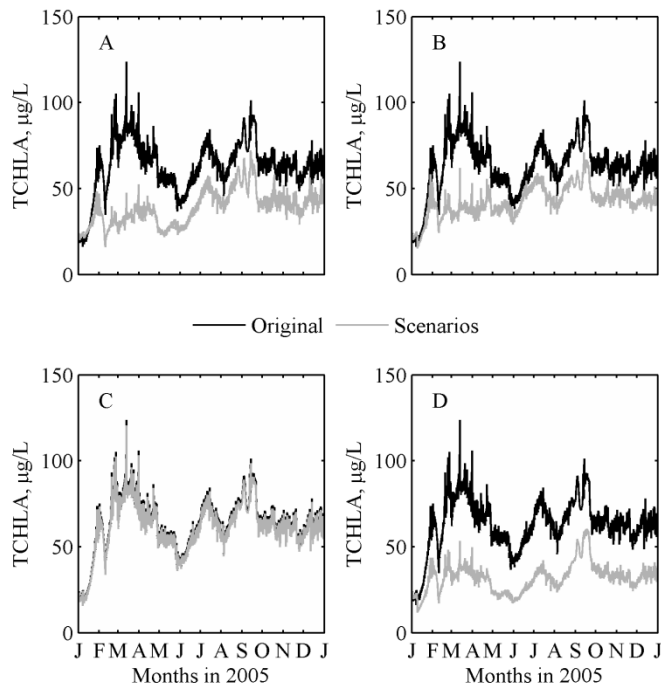 A
B
150
100
50
0
TCHLA, µg/L
150
100
50
0
TCHLA, µg/L
Original
Scenarios
C
D
150
100
50
0
TCHLA, µg/L
J F M A M J J A S O N D J
Months in 2005
150
100
50
0
TCHLA, µg/L
J F M A M J J A S O N D J
Months in 2005